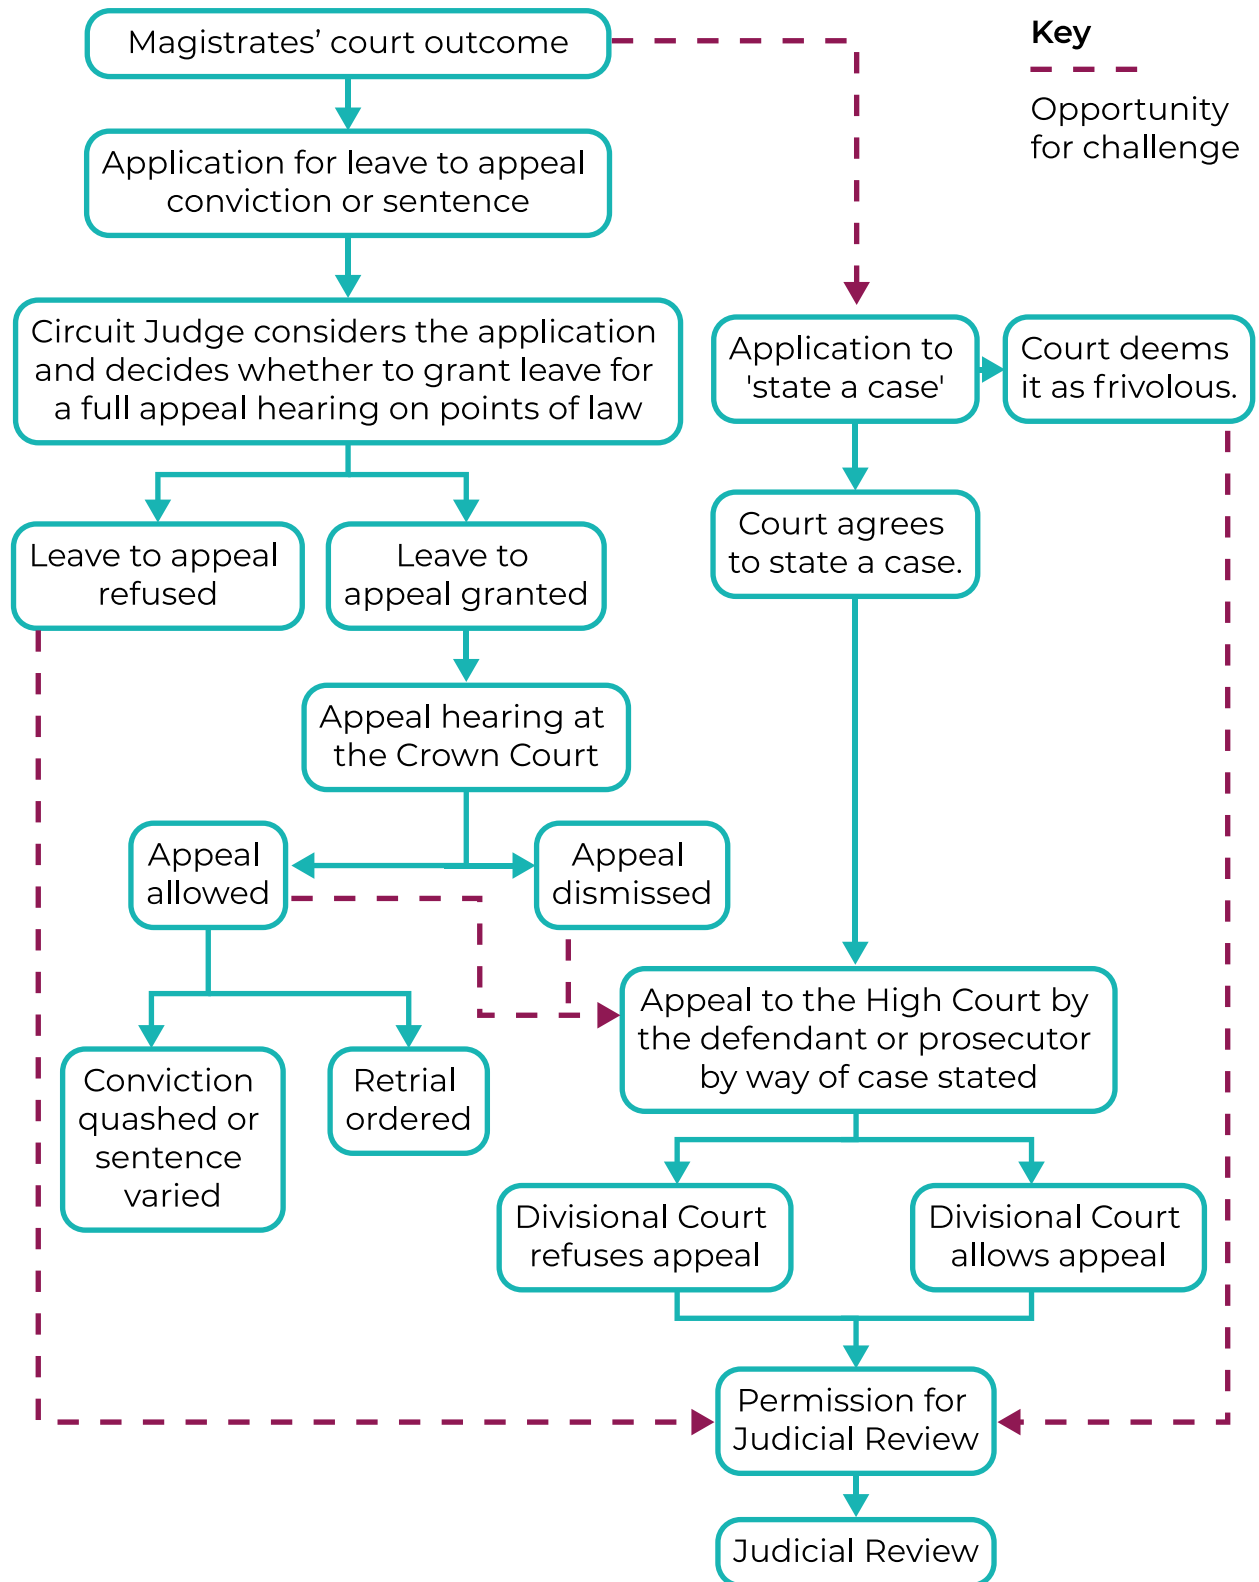 Magistrates’ court outcome
Key
Opportunity
for challenge
Application for leave to appeal
conviction or sentence
Circuit Judge considers the application
and decides whether to grant leave for
a full appeal hearing on points of law
Application to
'state a case'
Court deems
it as frivolous.
Leave to appeal
refused
Leave to
appeal granted
Court agrees
to state a case.
Appeal hearing at
the Crown Court
Appeal
allowed
Appeal
dismissed
Appeal to the High Court by
the defendant or prosecutor
by way of case stated
Conviction
quashed or
sentence
varied
Retrial
ordered
Divisional Court
refuses appeal
Divisional Court
allows appeal
Permission for
Judicial Review
Judicial Review